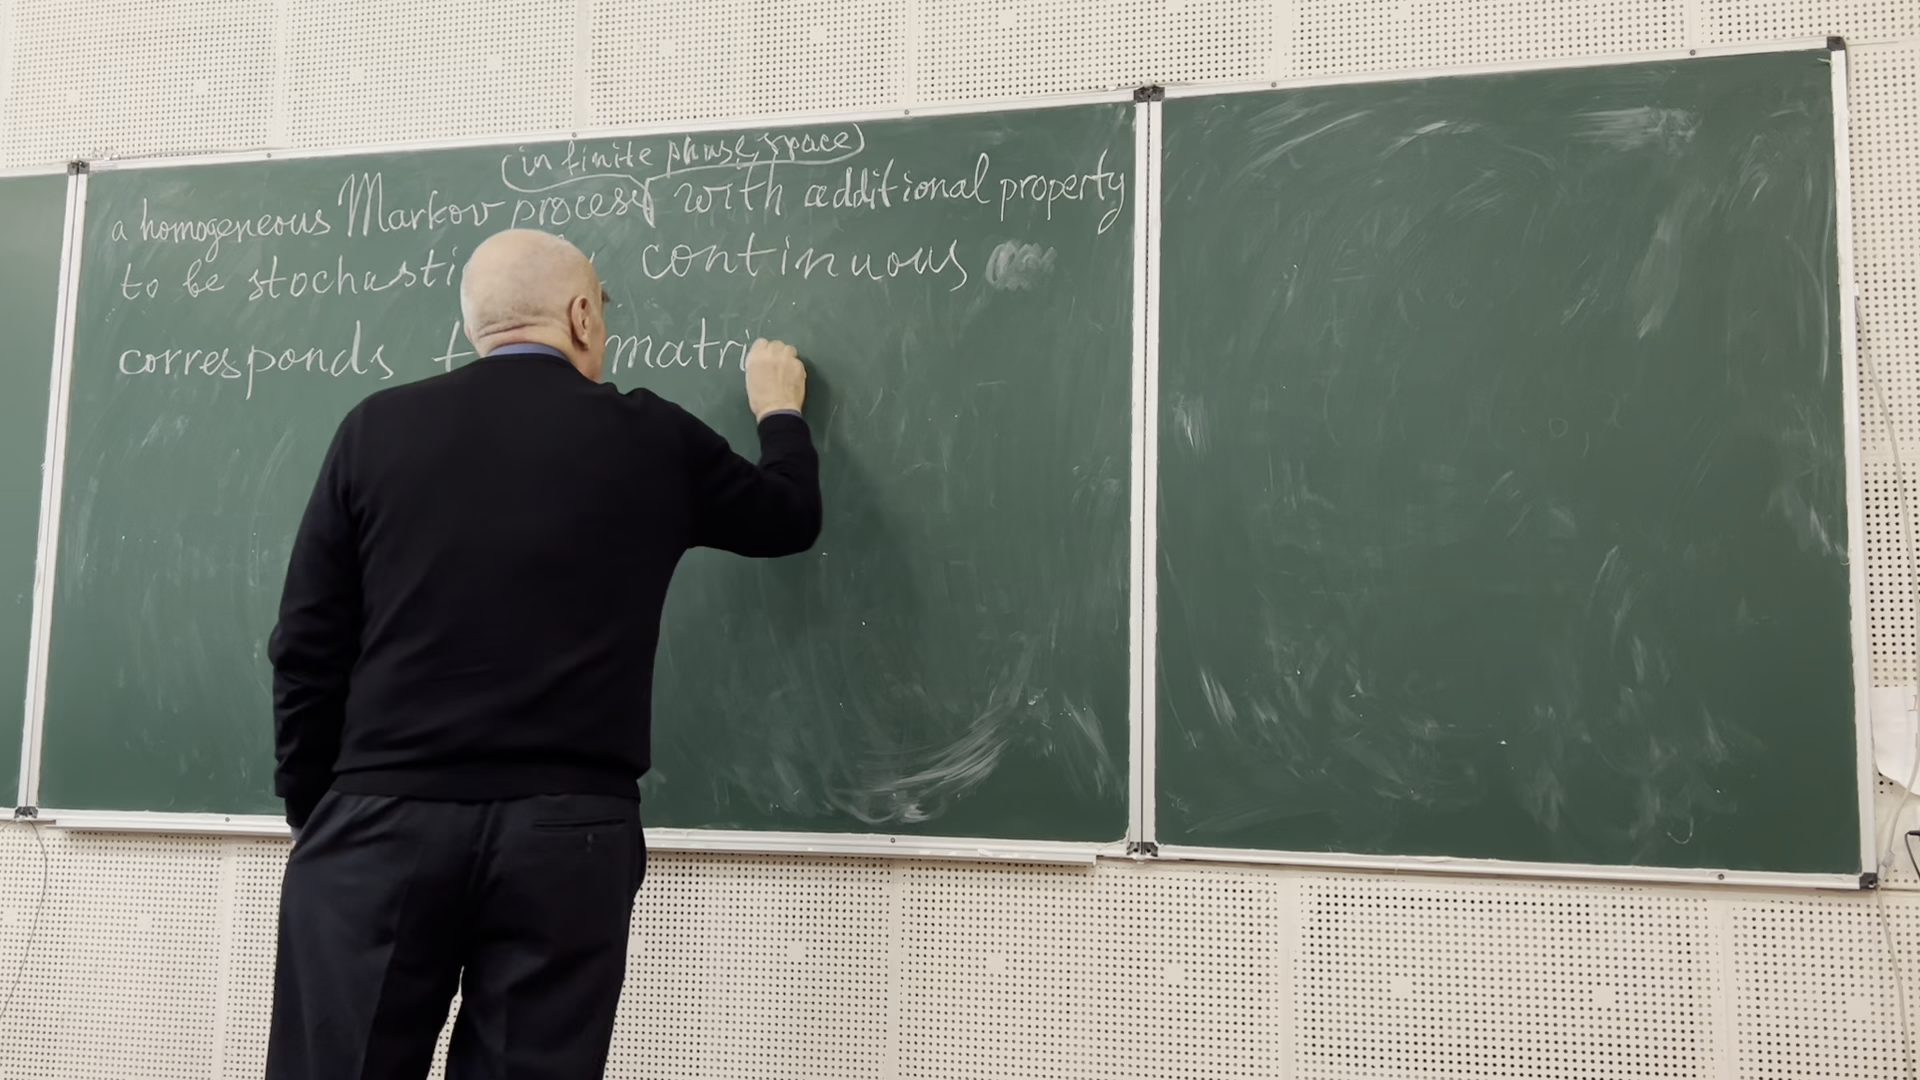 (in finite phase space)
a homogeneous Markov process with additional property
to be stochasti continuous
corresponds t matri